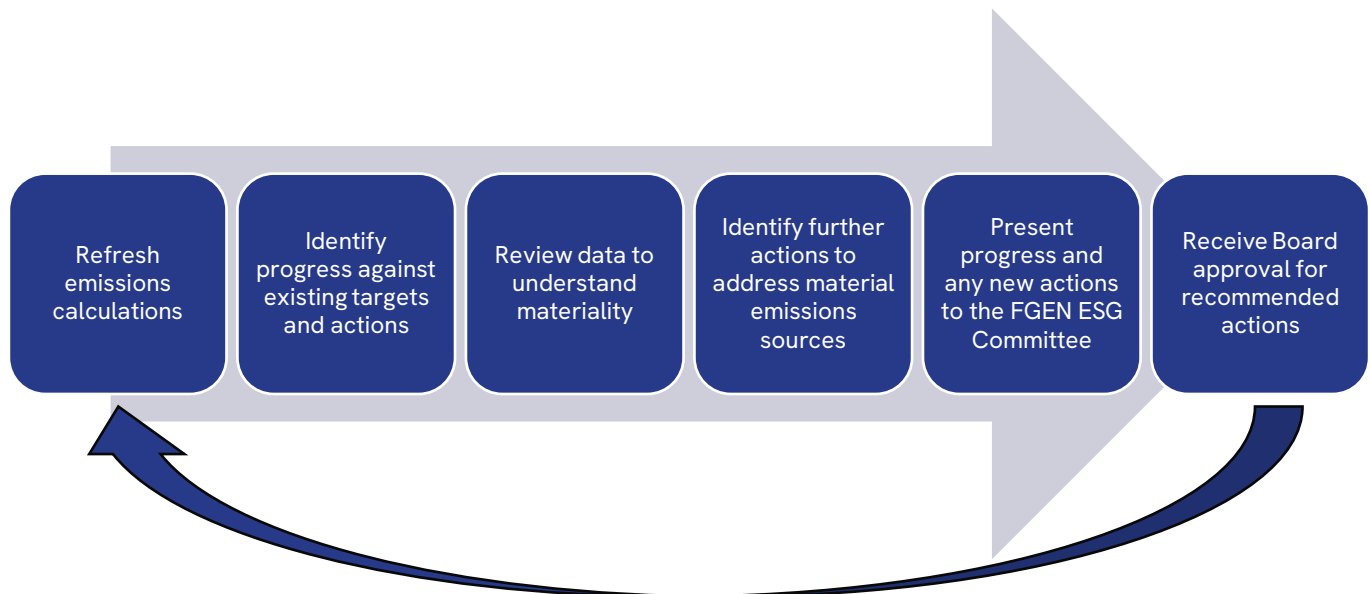 Refresh
emissions
calculations
Identify
progress against
existing targets
and actions
Review data to
understand
materiality
Identify further
actions to
address material
emissions
sources
Present
progress and
any new actions
to the FGEN ESG
Committee
Receive Board
approval for
recommended
actions